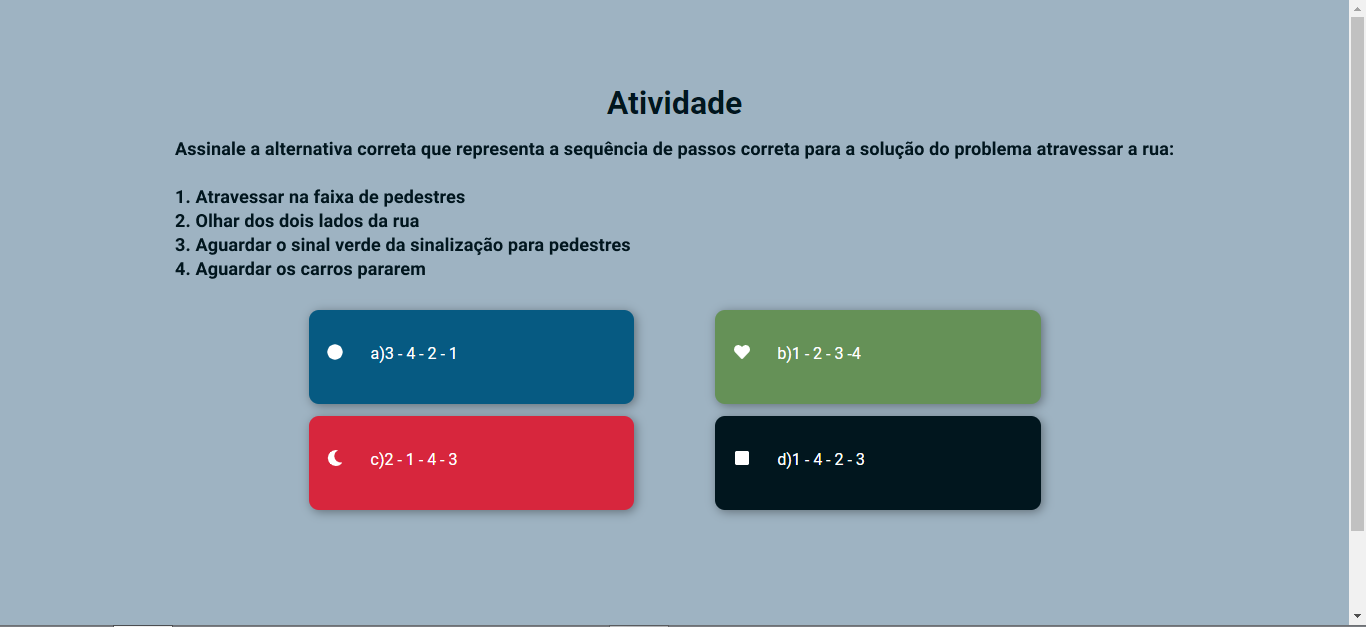 Atividade
Assinale a alternativa correta que representa a sequência de passos correta para a solução do problema atravessar a rua:
1. Atravessar na faixa de pedestres
2. Olhar dos dois lados da rua
3. Aguardar o sinal verde da sinalização para pedestres
4. Aguardar os carros pararem
a)3 - 4 - 2 - 1
b)1 - 2 - 3 -4
c)2 - 1 - 4 - 3
d)1 - 4 - 2 - 3